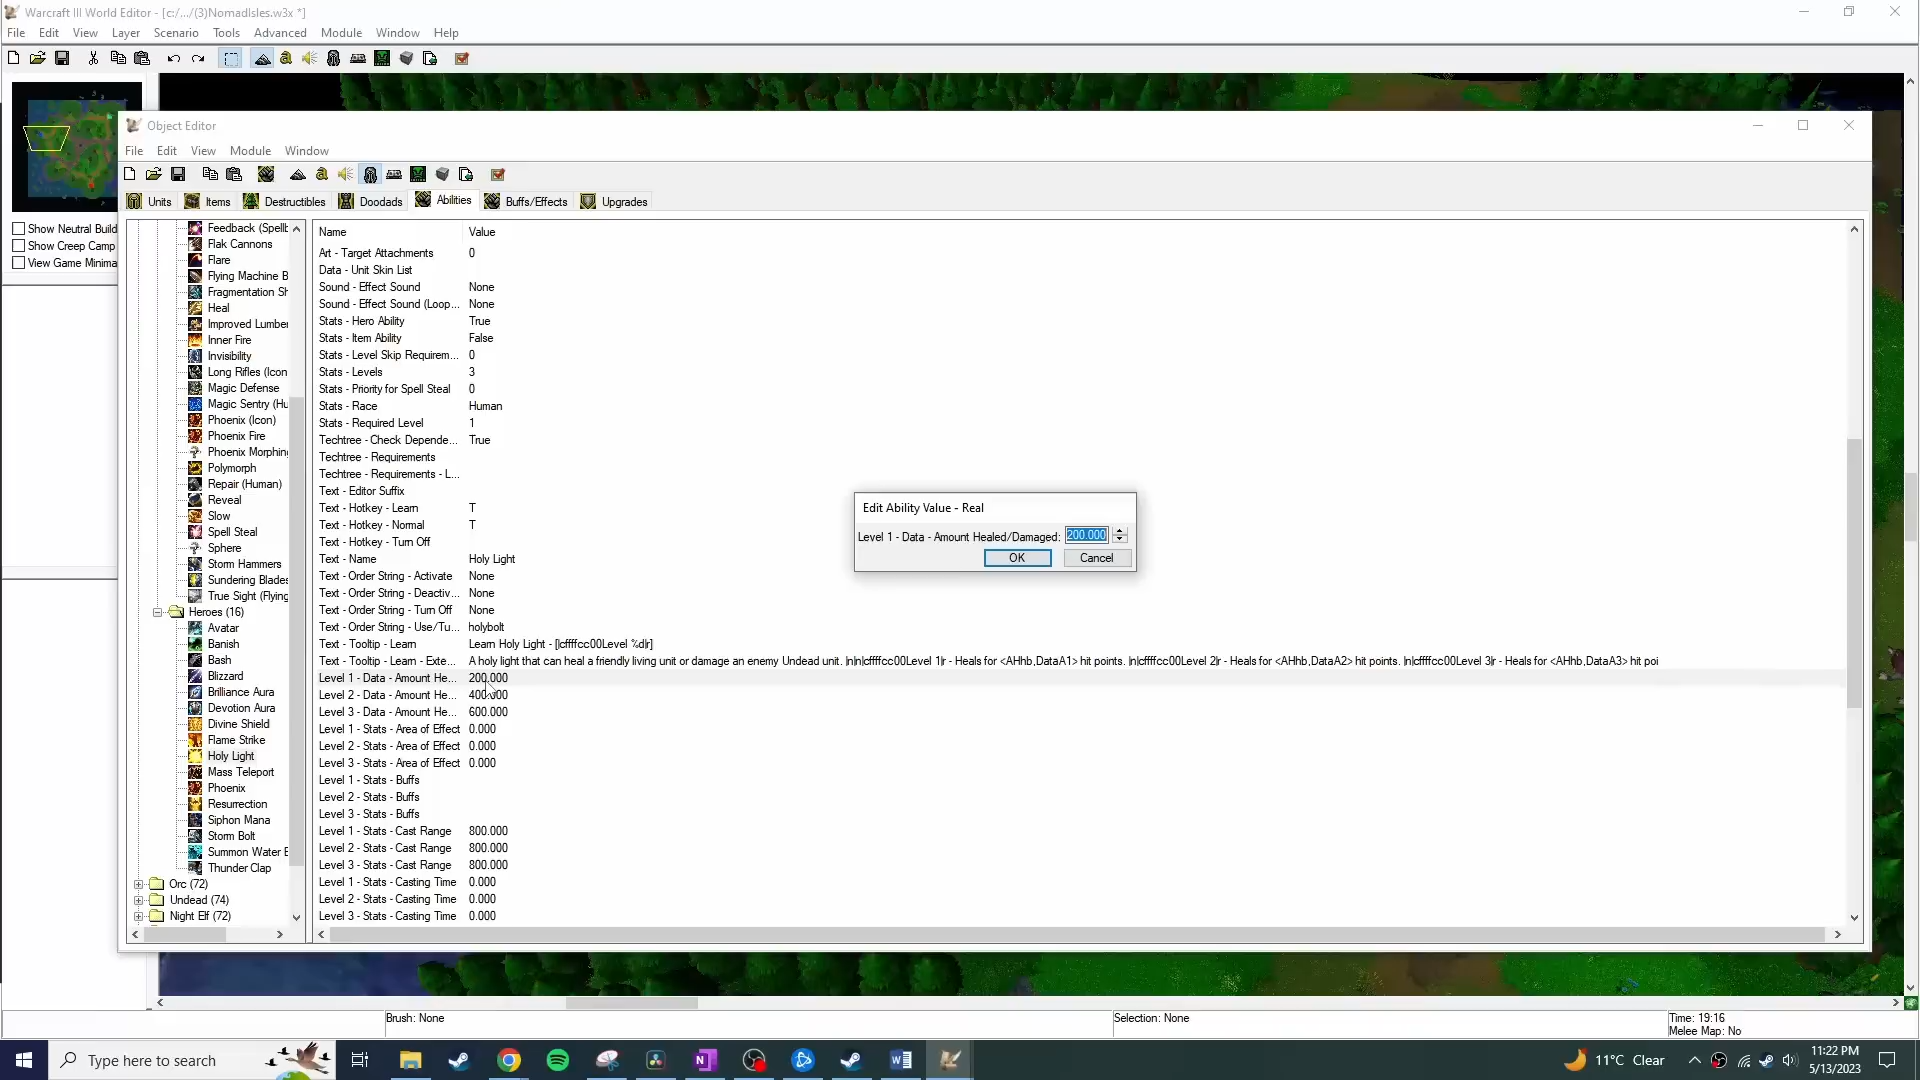 Warcraft III World Editor - [c:/.../(3)NomadIsles.w3x *]
File Edit View Layer Scenario Tools Advanced Module Window Help
Show Neutral Build
Show Creep Camp
View Game Minima
Object Editor
File Edit View Module Window
Units Items Destructibles Doodads Abilities Buffs/Effects Upgrades
Feedback (Spellb
Flak Cannons
Flare
Flying Machine B
Fragmentation Sh
Heal
Improved Lumber
Inner Fire
Invisibility
Long Rifles (Icon
Magic Defense
Magic Sentry (Hu
Phoenix (Icon)
Phoenix Fire
Phoenix Morphing
Polymorph
Repair (Human)
Reveal
Slow
Spell Steal
Sphere
Storm Hammers
Sundering Blades
True Sight (Flying
Heroes (16)
Avatar
Banish
Bash
Blizzard
Brilliance Aura
Devotion Aura
Divine Shield
Flame Strike
Holy Light
Mass Teleport
Phoenix
Resurrection
Siphon Mana
Storm Bolt
Summon Water E
Thunder Clap
Orc (72)
Undead (74)
Night Elf (72)
Name Value
Art - Target Attachments 0
Data - Unit Skin List
Sound - Effect Sound None
Sound - Effect Sound (Loop... None
Stats - Hero Ability True
Stats - Item Ability False
Stats - Level Skip Requirem... 0
Stats - Levels 3
Stats - Priority for Spell Steal 0
Stats - Race Human
Stats - Required Level 1
Techtree - Check Depende... True
Techtree - Requirements
Techtree - Requirements - L...
Text - Editor Suffix
Text - Hotkey - Learn T
Text - Hotkey - Normal T
Text - Hotkey - Turn Off
Text - Name Holy Light
Text - Order String - Activate None
Text - Order String - Deactiv... None
Text - Order String - Turn Off None
Text - Order String - Use/Tu... holybolt
Text - Tooltip - Learn Learn Holy Light - [|cffffcc00Level %d|r]
Text - Tooltip - Learn - Exte... A holy light that can heal a friendly living unit or damage an enemy Undead unit. |n|n|cffffcc00Level 1|r - Heals for <AHhb,DataA1> hit points. |n|cffffcc00Level 2|r - Heals for <AHhb,DataA2> hit points. |n|cffffcc00Level 3|r - Heals for <AHhb,DataA3> hit poi
Level 1 - Data - Amount He... 200.000
Level 2 - Data - Amount He... 400.000
Level 3 - Data - Amount He... 600.000
Level 1 - Stats - Area of Effect 0.000
Level 2 - Stats - Area of Effect 0.000
Level 3 - Stats - Area of Effect 0.000
Level 1 - Stats - Buffs
Level 2 - Stats - Buffs
Level 3 - Stats - Buffs
Level 1 - Stats - Cast Range 800.000
Level 2 - Stats - Cast Range 800.000
Level 3 - Stats - Cast Range 800.000
Level 1 - Stats - Casting Time 0.000
Level 2 - Stats - Casting Time 0.000
Level 3 - Stats - Casting Time 0.000
Edit Ability Value - Real
Level 1 - Data - Amount Healed/Damaged: 200.000
OK Cancel
Brush: None
Selection: None
Time: 19:16
Melee Map: No
Type here to search
11°C Clear
11:22 PM
5/13/2023